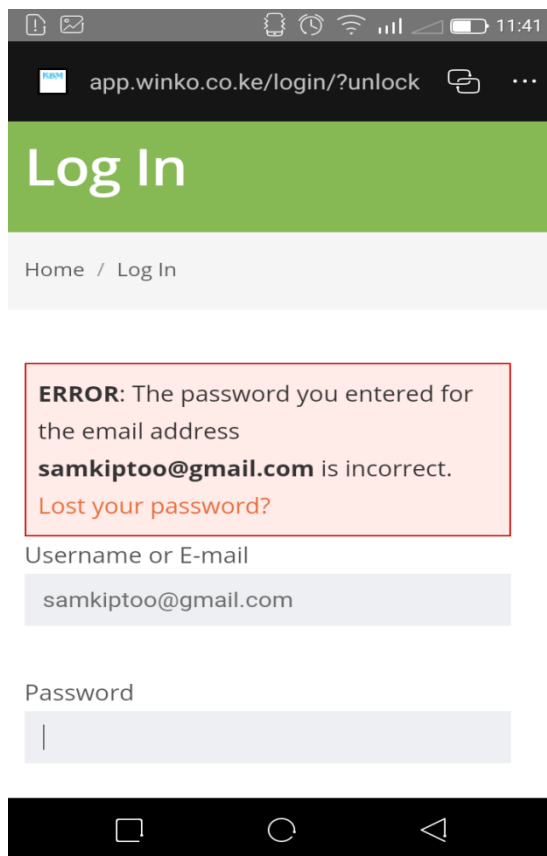 11:41
KBM
app.winko.co.ke/login/?unlock
Log In
Home / Log In
ERROR: The password you entered for
the email address
samkiptoo@gmail.com is incorrect.
Lost your password?
Username or E-mail
samkiptoo@gmail.com
Password